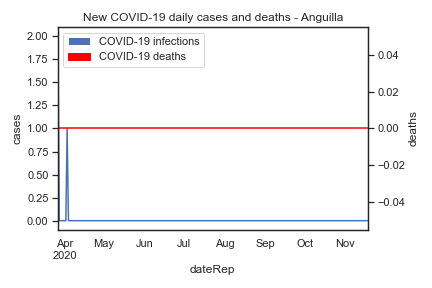 New COVID-19 daily cases and deaths - Anguilla
COVID-19 infections
COVID-19 deaths
2.00
1.75
1.50
1.25
1.00
0.75
0.50
0.25
0.00
cases
0.04
0.02
0.00
−0.02
−0.04
deaths
Apr May Jun Jul Aug Sep Oct Nov
2020
dateRep